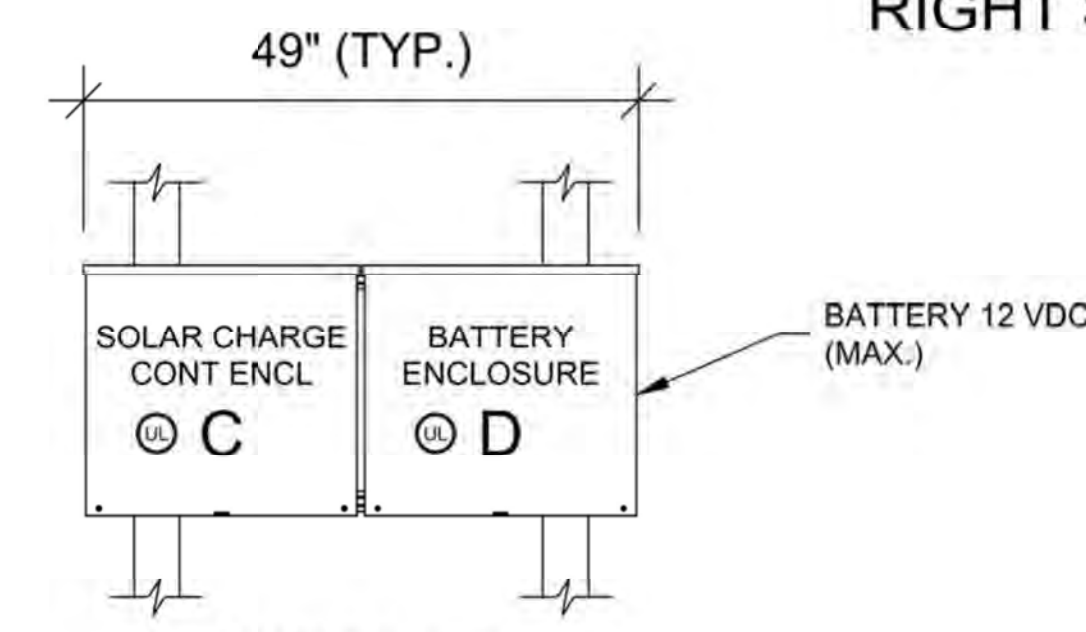 RIGHT
49" (TYP.)
SOLAR CHARGE
CONT ENCL
UL C
BATTERY
ENCLOSURE
UL D
BATTERY 12 VDC
(MAX.)